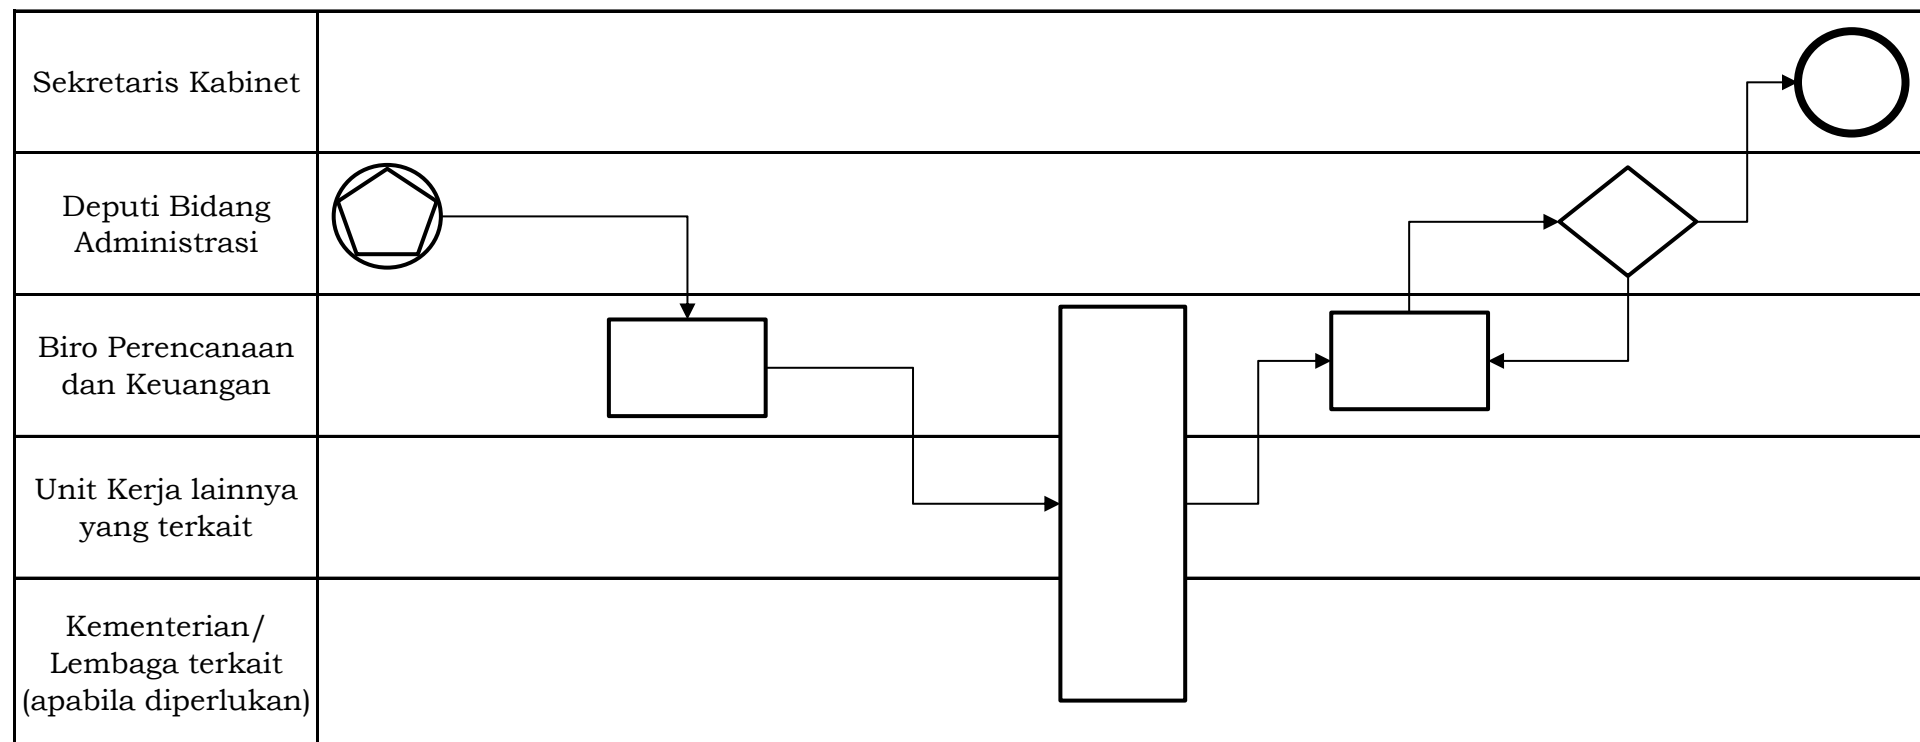 Sekretaris Kabinet
Deputi Bidang
Administrasi
Biro Perencanaan
dan Keuangan
Unit Kerja lainnya
yang terkait
Kementerian/
Lembaga terkait
(apabila diperlukan)